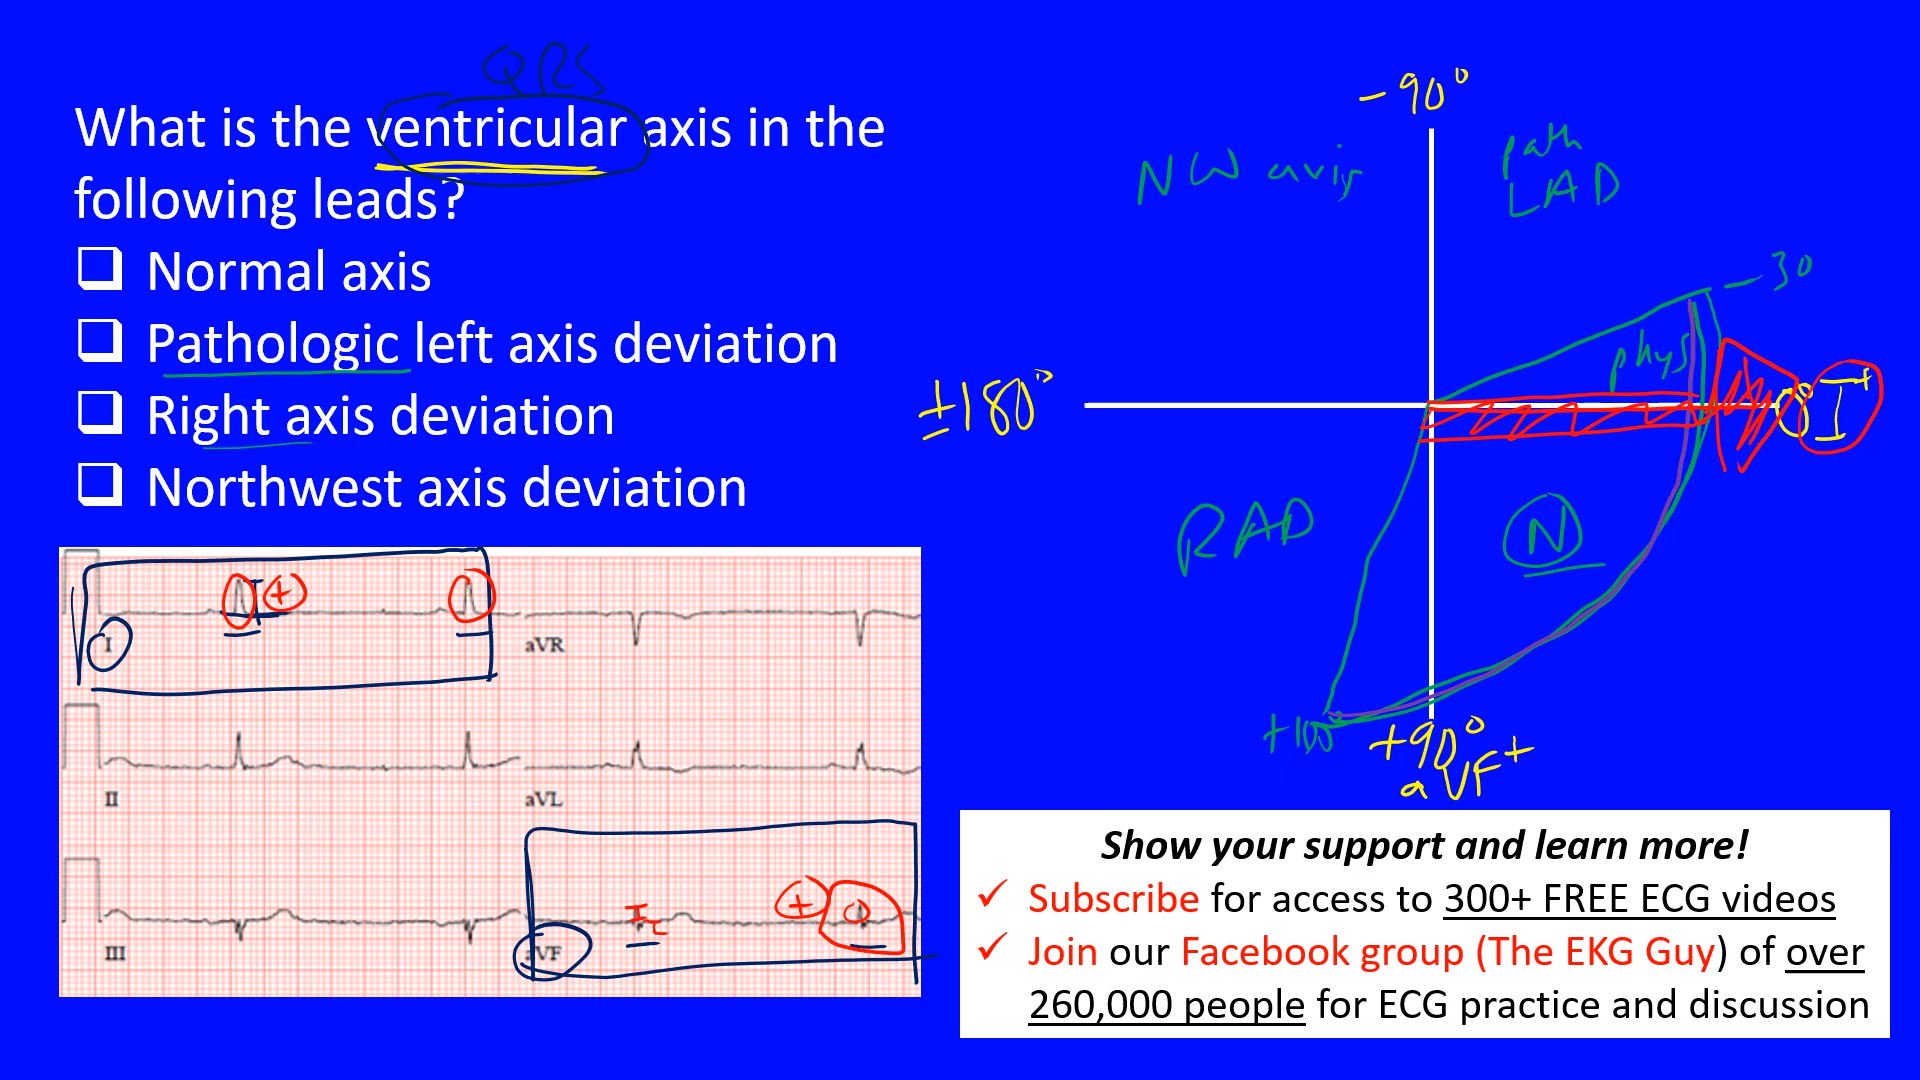 QRS
What is the ventricular axis in the
following leads?
❑ Normal axis
❑ Pathologic left axis deviation
❑ Right axis deviation
❑ Northwest axis deviation
I
+
aVR
II
aVL
III
aVF
+
-90°
NW axis
path
LAD
-30
phys
±180°
0° I+
RAD
N
+100°
+90°
aVF+
Show your support and learn more!
✓ Subscribe for access to 300+ FREE ECG videos
✓ Join our Facebook group (The EKG Guy) of over
260,000 people for ECG practice and discussion